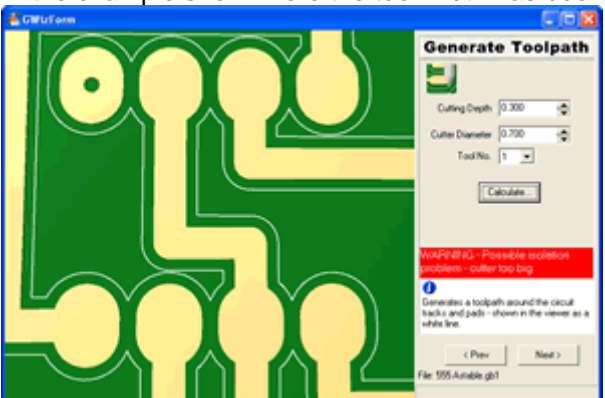 GWizForm
Generate Toolpath
Cutting Depth 0.300
Cutter Diameter 0.700
Tool No. 1
Calculate...
WARNING - Possible isolation
problem - cutter too big
Generates a toolpath around the circuit
tracks and pads - shown in the viewer as a
white line.
< Prev Next >
File: 555-Astable.gb1